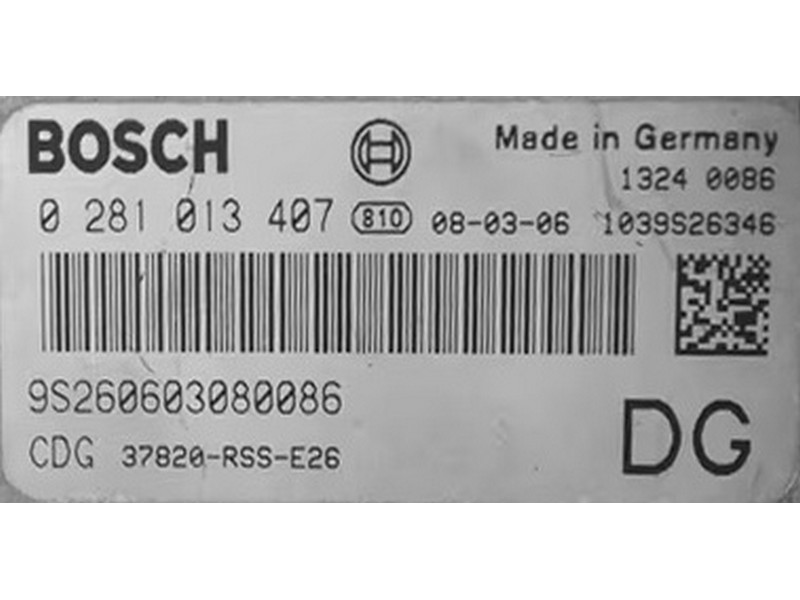 BOSCH Made in Germany
1324 0086
0 281 013 407 810 08-03-06 1039S26346
9S260603080086
CDG 37820-RSS-E26
DG